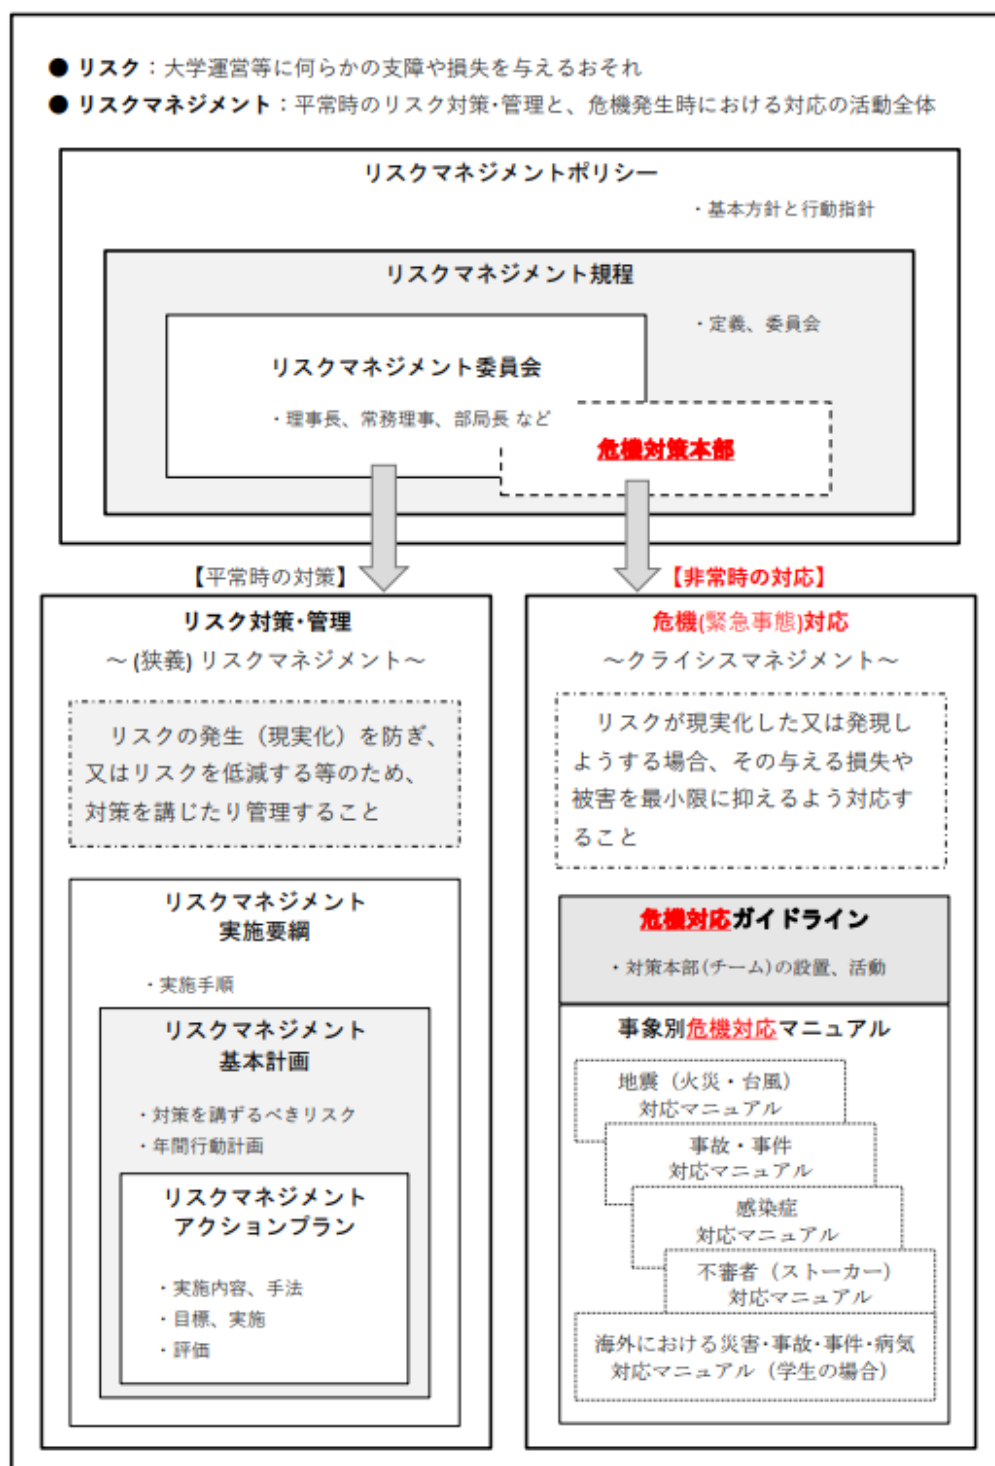 ● リスク：大学運営等に何らかの支障や損失を与えるおそれ
● リスクマネジメント：平常時のリスク対策･管理と、危機発生時における対応の活動全体
リスクマネジメントポリシー
・基本方針と行動指針
リスクマネジメント規程
・定義、委員会
リスクマネジメント委員会
・理事長、常務理事、部局長 など
危機対策本部
【平常時の対策】
リスク対策･管理
～ (狭義) リスクマネジメント～
リスクの発生（現実化）を防ぎ、
又はリスクを低減する等のため、
対策を講じたり管理すること
リスクマネジメント
実施要綱
・実施手順
リスクマネジメント
基本計画
・対策を講ずるべきリスク
・年間行動計画
リスクマネジメント
アクションプラン
・実施内容、手法
・目標、実施
・評価
【非常時の対応】
危機(緊急事態)対応
～クライシスマネジメント～
リスクが現実化した又は発現し
ようする場合、その与える損失や
被害を最小限に抑えるよう対応す
ること
危機対応ガイドライン
・対策本部(チーム)の設置、活動
事象別危機対応マニュアル
地震（火災・台風）
対応マニュアル
事故・事件
対応マニュアル
感染症
対応マニュアル
不審者（ストーカー）
対応マニュアル
海外における災害･事故･事件･病気
対応マニュアル（学生の場合）